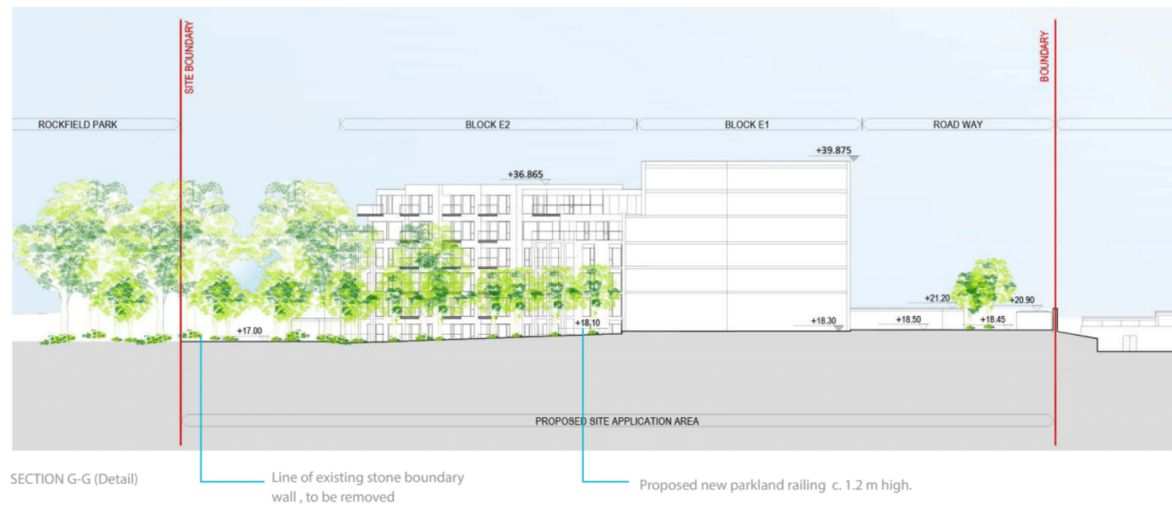 SITE BOUNDARY
BOUNDARY
ROCKFIELD PARK
BLOCK E2
BLOCK E1
ROAD WAY
+39.875
+36.865
+21.20
+20.90
+17.00
+18.10
+18.30
+18.50
+18.45
PROPOSED SITE APPLICATION AREA
SECTION G-G (Detail)
Line of existing stone boundary
wall , to be removed
Proposed new parkland railing c. 1.2 m high.